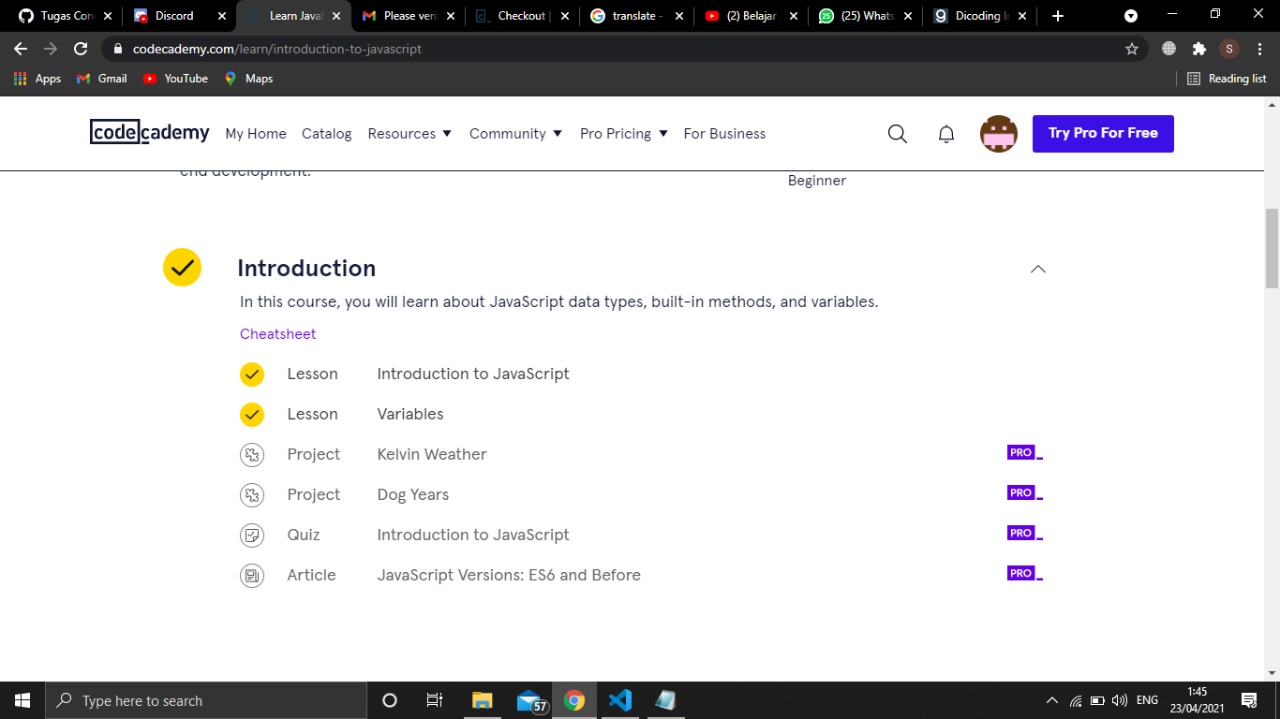 Tugas Con
Discord
Learn Java
Please veri
Checkout |
translate -
(2) Belajar
(25) Whats
Dicoding I
codecademy.com/learn/introduction-to-javascript
S
Apps
Gmail
YouTube
Maps
Reading list
codecademy
My Home
Catalog
Resources
Community
Pro Pricing
For Business
Try Pro For Free
end development.
Beginner
Introduction
In this course, you will learn about JavaScript data types, built-in methods, and variables.
Cheatsheet
Lesson Introduction to JavaScript
Lesson Variables
Project Kelvin Weather PRO
Project Dog Years PRO
Quiz Introduction to JavaScript PRO
Article JavaScript Versions: ES6 and Before PRO
Type here to search
57
ENG
1:45
23/04/2021